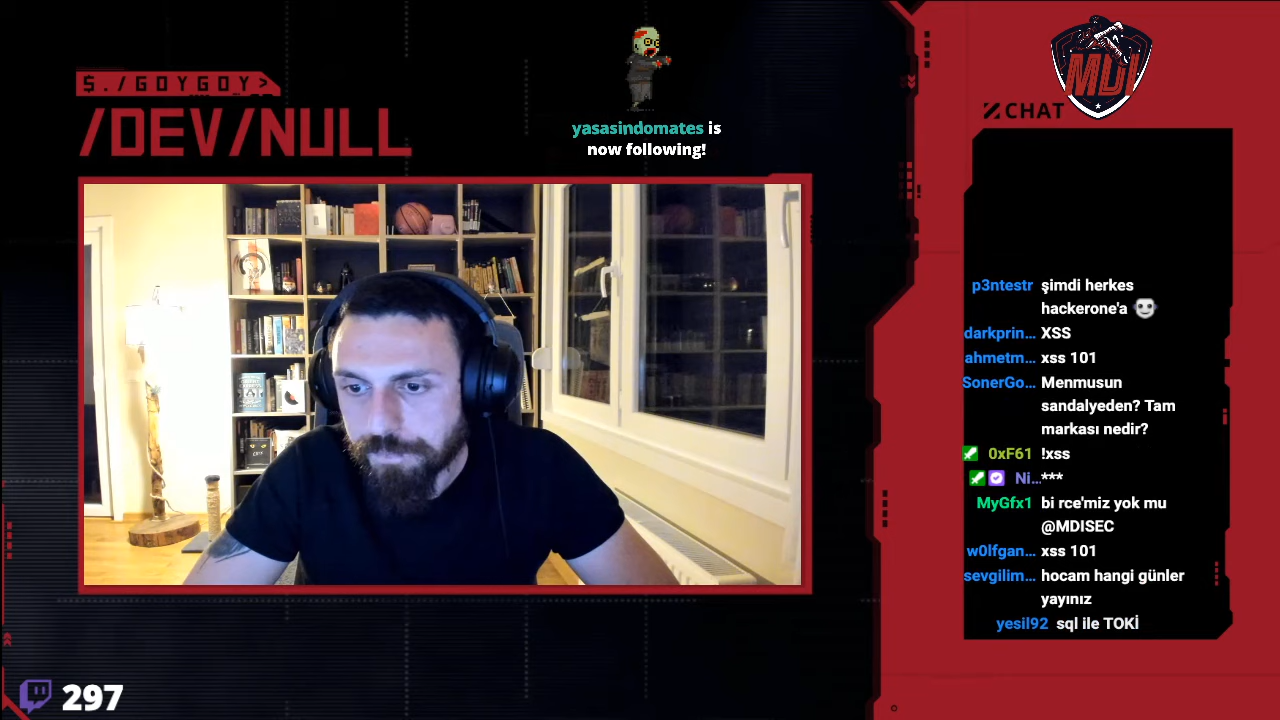 $./GOYGOY>
/DEV/NULL
yasasindomates is
now following!
MDI
CHAT
p3ntestr şimdi herkes
hackerone'a
darkprin... XSS
ahmetm... xss 101
SonerGo... Menmusun
sandalyeden? Tam
markası nedir?
0xF61 !xss
Ni... ***
MyGfx1 bi rce'miz yok mu
@MDISEC
w0lfgan... xss 101
sevgilim... hocam hangi günler
yayınız
yesil92 sql ile TOKİ
297